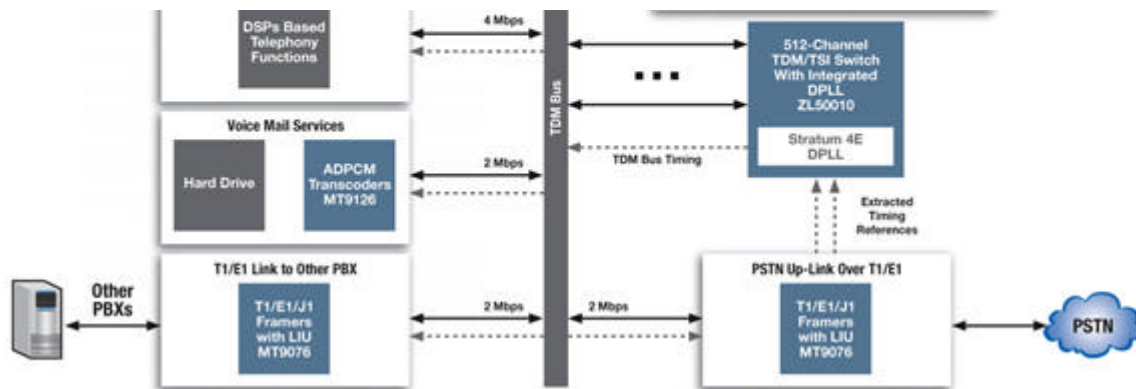 DSPs Based
Telephony
Functions
4 Mbps
512-Channel
TDM/TSI Switch
With Integrated
DPLL
ZL50010
Stratum 4E
DPLL
TDM Bus
TDM Bus Timing
Voice Mail Services
Hard Drive
ADPCM
Transcoders
MT9126
2 Mbps
Extracted
Timing
References
T1/E1 Link to Other PBX
Other
PBXs
T1/E1/J1
Framers
with LIU
MT9076
2 Mbps
2 Mbps
PSTN Up-Link Over T1/E1
T1/E1/J1
Framers
with LIU
MT9076
PSTN